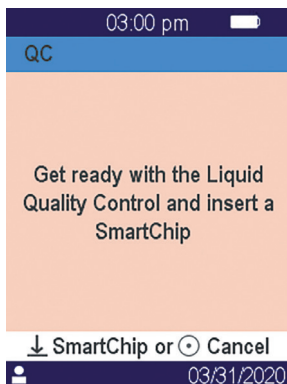 03:00 pm
QC
Get ready with the Liquid
Quality Control and insert a
SmartChip
SmartChip or Cancel
03/31/2020